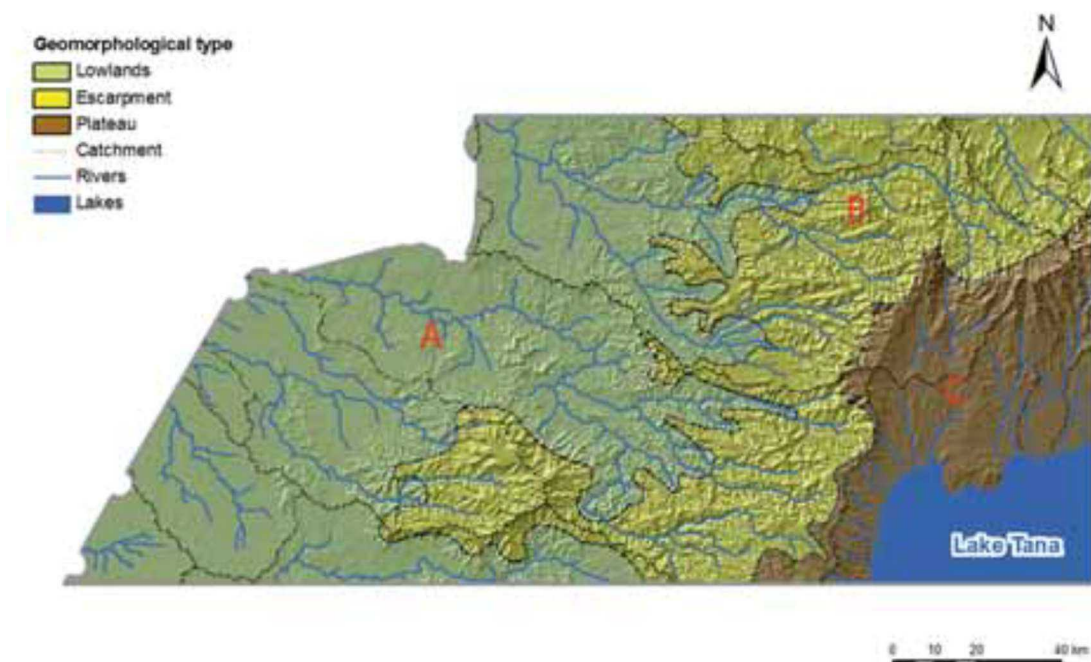 N
Geomorphological type
Lowlands
Escarpment
Plateau
Catchment
Rivers
Lakes
B
A
C
Lake Tana
0 10 20 40 km